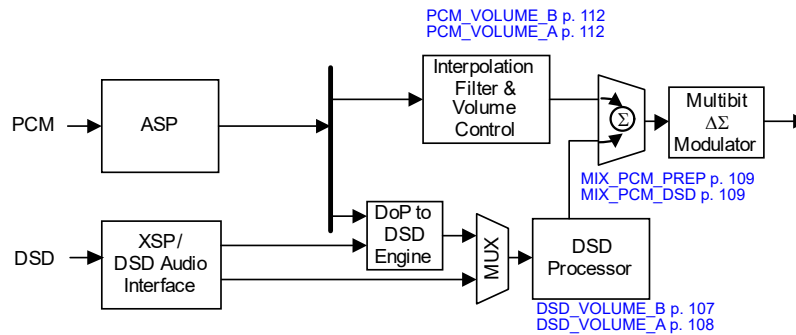 PCM_VOLUME_B p. 112
PCM_VOLUME_A p. 112
PCM
ASP
Interpolation
Filter &
Volume
Control
Σ
Multibit
ΔΣ
Modulator
MIX_PCM_PREP p. 109
MIX_PCM_DSD p. 109
DSD
XSP/
DSD Audio
Interface
DoP to
DSD
Engine
MUX
DSD
Processor
DSD_VOLUME_B p. 107
DSD_VOLUME_A p. 108